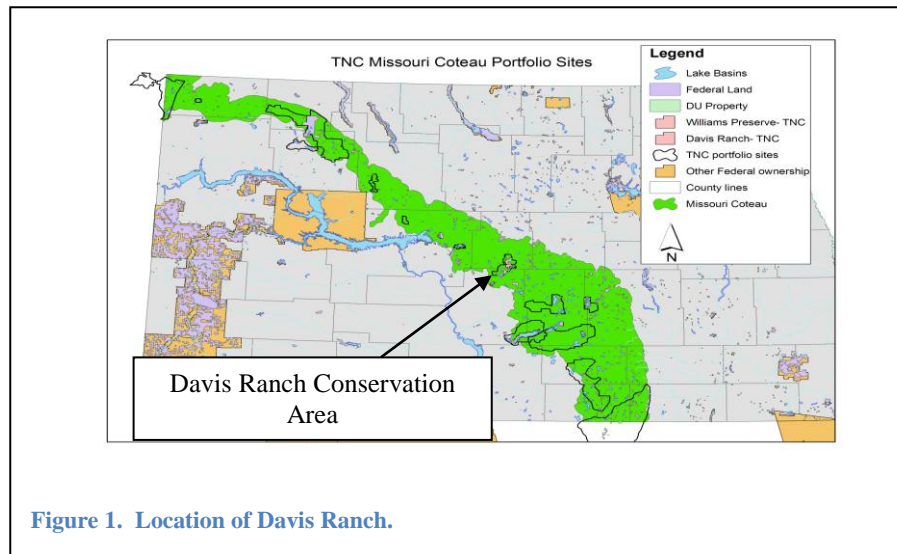 TNC Missouri Coteau Portfolio Sites
Legend
Lake Basins
Federal Land
DU Property
Williams Preserve- TNC
Davis Ranch- TNC
TNC portfolio sites
Other Federal ownership
County lines
Missouri Coteau
N
Davis Ranch Conservation
Area
Figure 1. Location of Davis Ranch.